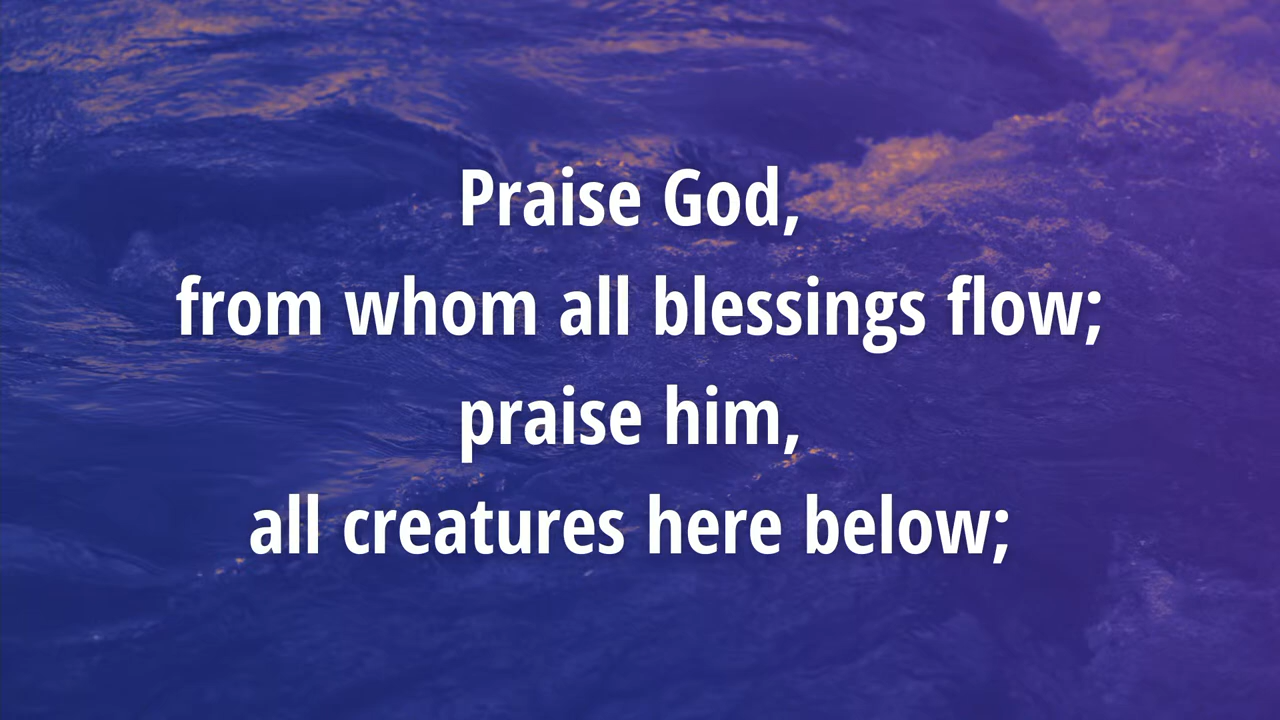 Praise God,
from whom all blessings flow;
praise him,
all creatures here below;